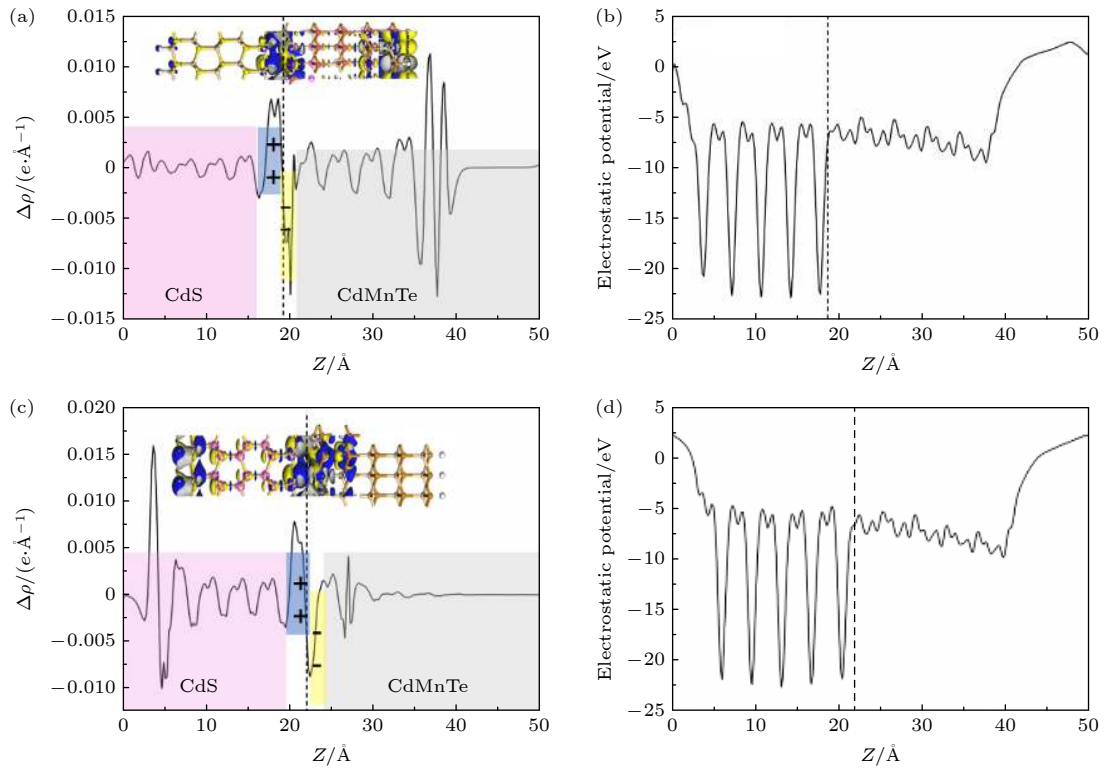 (a)
0.015
0.010
0.005
0
−0.005
−0.010
−0.015
Δρ/(e·Å⁻¹)
+
+
−
−
CdS
CdMnTe
0 10 20 30 40 50
Z/Å
(b)
5
0
−5
−10
−15
−20
−25
Electrostatic potential/eV
0 10 20 30 40 50
Z/Å
(c)
0.020
0.015
0.010
0.005
0
−0.005
−0.010
Δρ/(e·Å⁻¹)
+
+
−
−
CdS
CdMnTe
0 10 20 30 40 50
Z/Å
(d)
5
0
−5
−10
−15
−20
−25
Electrostatic potential/eV
0 10 20 30 40 50
Z/Å